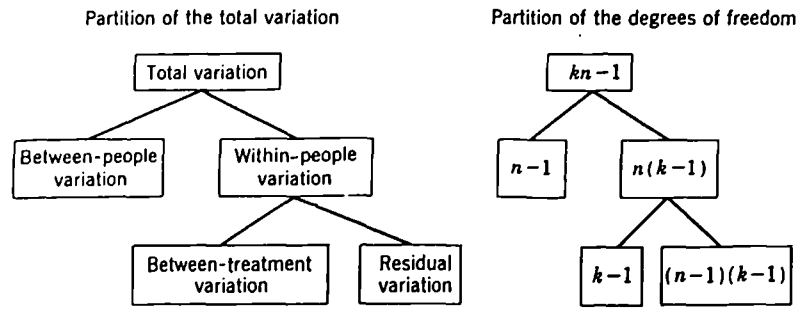 Partition of the total variation
Total variation
Between-people
variation
Within-people
variation
Between-treatment
variation
Residual
variation
Partition of the degrees of freedom
kn − 1
n − 1
n(k − 1)
k − 1
(n − 1)(k − 1)